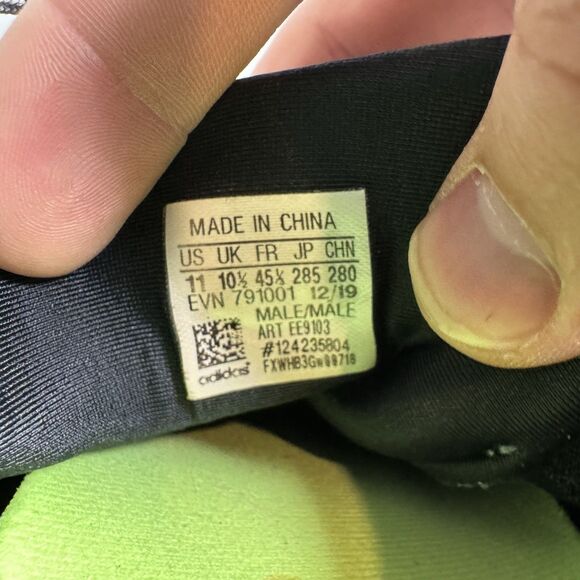 MADE IN CHINA
US UK FR JP CHN
11 10½ 45⅓ 285 280
EVN 791001 12/19
MALE/MALE
ART EE9103
#124235804
FXWHB3GW00718
adidas